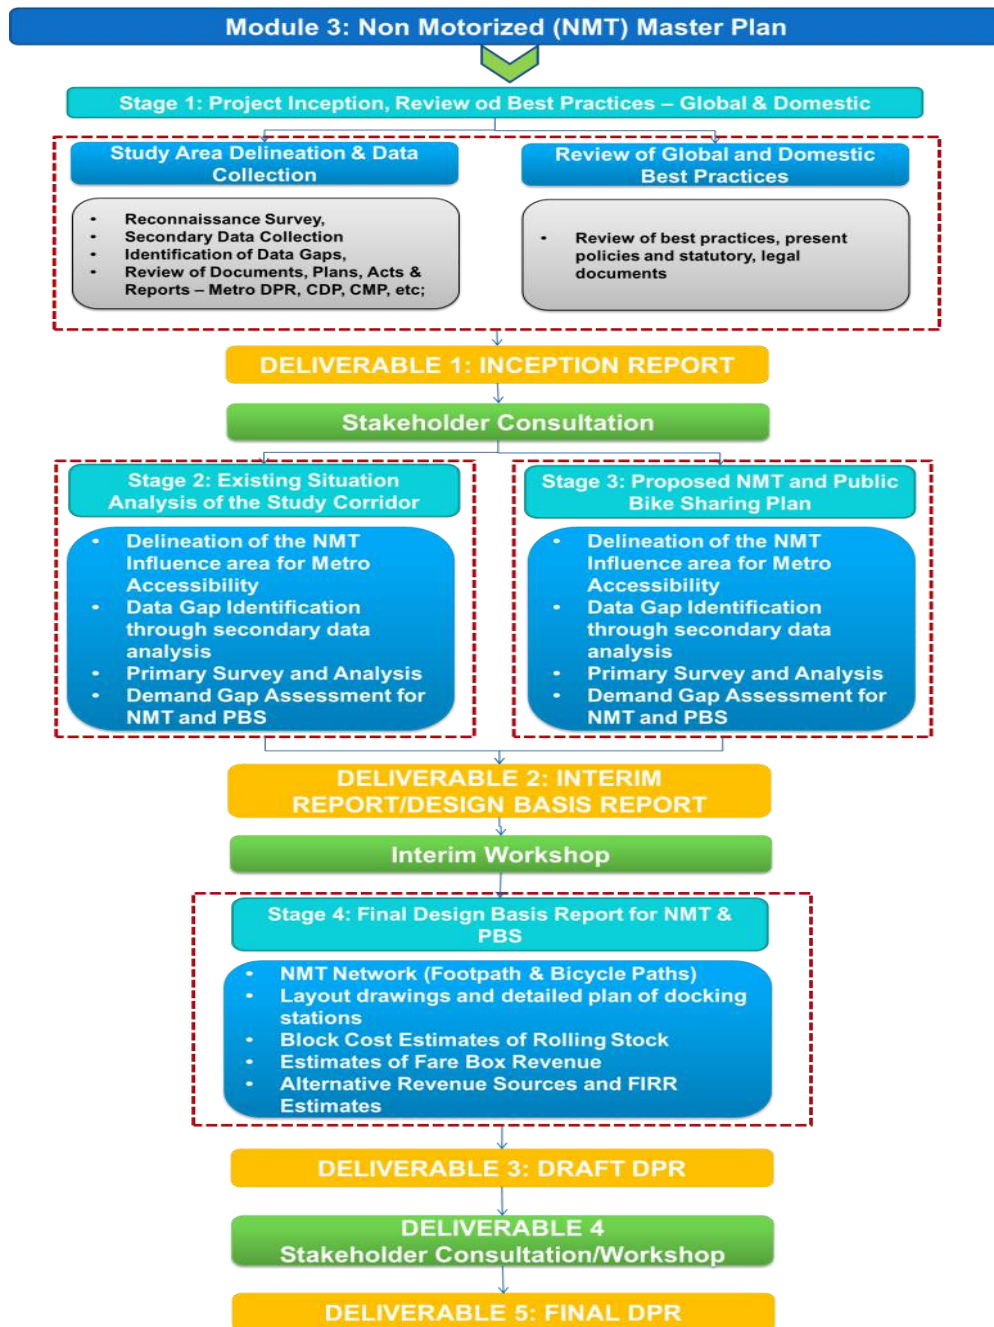 Module 3: Non Motorized (NMT) Master Plan
Stage 1: Project Inception, Review od Best Practices – Global & Domestic
Study Area Delineation & Data
Collection
• Reconnaissance Survey,
• Secondary Data Collection
• Identification of Data Gaps,
• Review of Documents, Plans, Acts &
Reports – Metro DPR, CDP, CMP, etc;
Review of Global and Domestic
Best Practices
• Review of best practices, present
policies and statutory, legal
documents
DELIVERABLE 1: INCEPTION REPORT
Stakeholder Consultation
Stage 2: Existing Situation
Analysis of the Study Corridor
• Delineation of the NMT
Influence area for Metro
Accessibility
• Data Gap Identification
through secondary data
analysis
• Primary Survey and Analysis
• Demand Gap Assessment for
NMT and PBS
Stage 3: Proposed NMT and Public
Bike Sharing Plan
• Delineation of the NMT
Influence area for Metro
Accessibility
• Data Gap Identification
through secondary data
analysis
• Primary Survey and Analysis
• Demand Gap Assessment for
NMT and PBS
DELIVERABLE 2: INTERIM
REPORT/DESIGN BASIS REPORT
Interim Workshop
Stage 4: Final Design Basis Report for NMT &
PBS
• NMT Network (Footpath & Bicycle Paths)
• Layout drawings and detailed plan of docking
stations
• Block Cost Estimates of Rolling Stock
• Estimates of Fare Box Revenue
• Alternative Revenue Sources and FIRR
Estimates
DELIVERABLE 3: DRAFT DPR
DELIVERABLE 4
Stakeholder Consultation/Workshop
DELIVERABLE 5: FINAL DPR